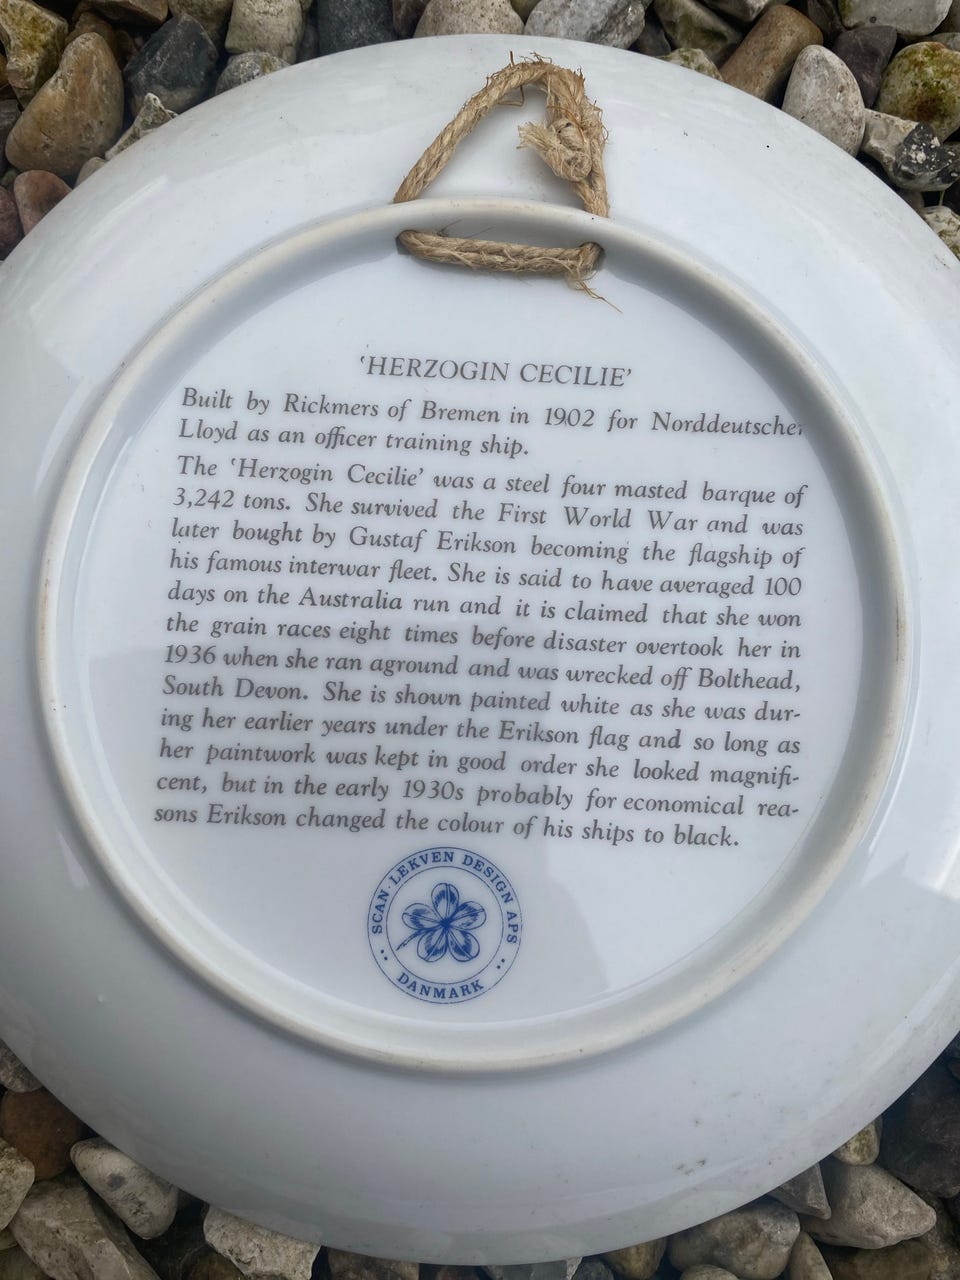 ‘HERZOGIN CECILIE’
Built by Rickmers of Bremen in 1902 for Norddeutscher
Lloyd as an officer training ship.
The ‘Herzogin Cecilie’ was a steel four masted barque of
3,242 tons. She survived the First World War and was
later bought by Gustaf Erikson becoming the flagship of
his famous interwar fleet. She is said to have averaged 100
days on the Australia run and it is claimed that she won
the grain races eight times before disaster overtook her in
1936 when she ran aground and was wrecked off Bolthead,
South Devon. She is shown painted white as she was dur-
ing her earlier years under the Erikson flag and so long as
her paintwork was kept in good order she looked magnifi-
cent, but in the early 1930s probably for economical rea-
sons Erikson changed the colour of his ships to black.
SCAN·LEKVEN DESIGN APS
DANMARK